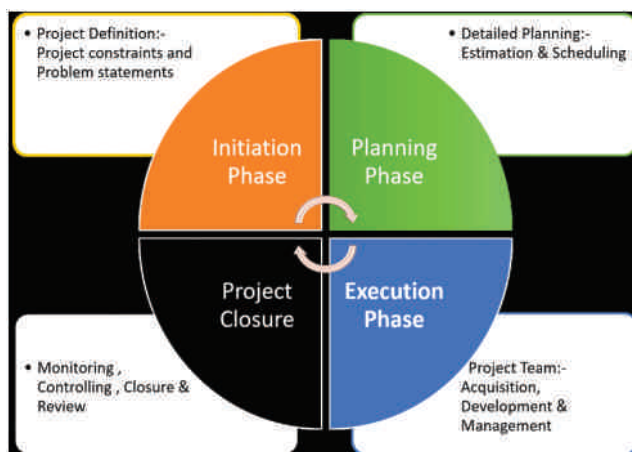 • Project Definition:-
Project constraints and
Problem statements
• Detailed Planning:-
Estimation & Scheduling
Initiation
Phase
Planning
Phase
Project
Closure
Execution
Phase
• Monitoring ,
Controlling , Closure &
Review
Project Team:-
Acquisition,
Development &
Management